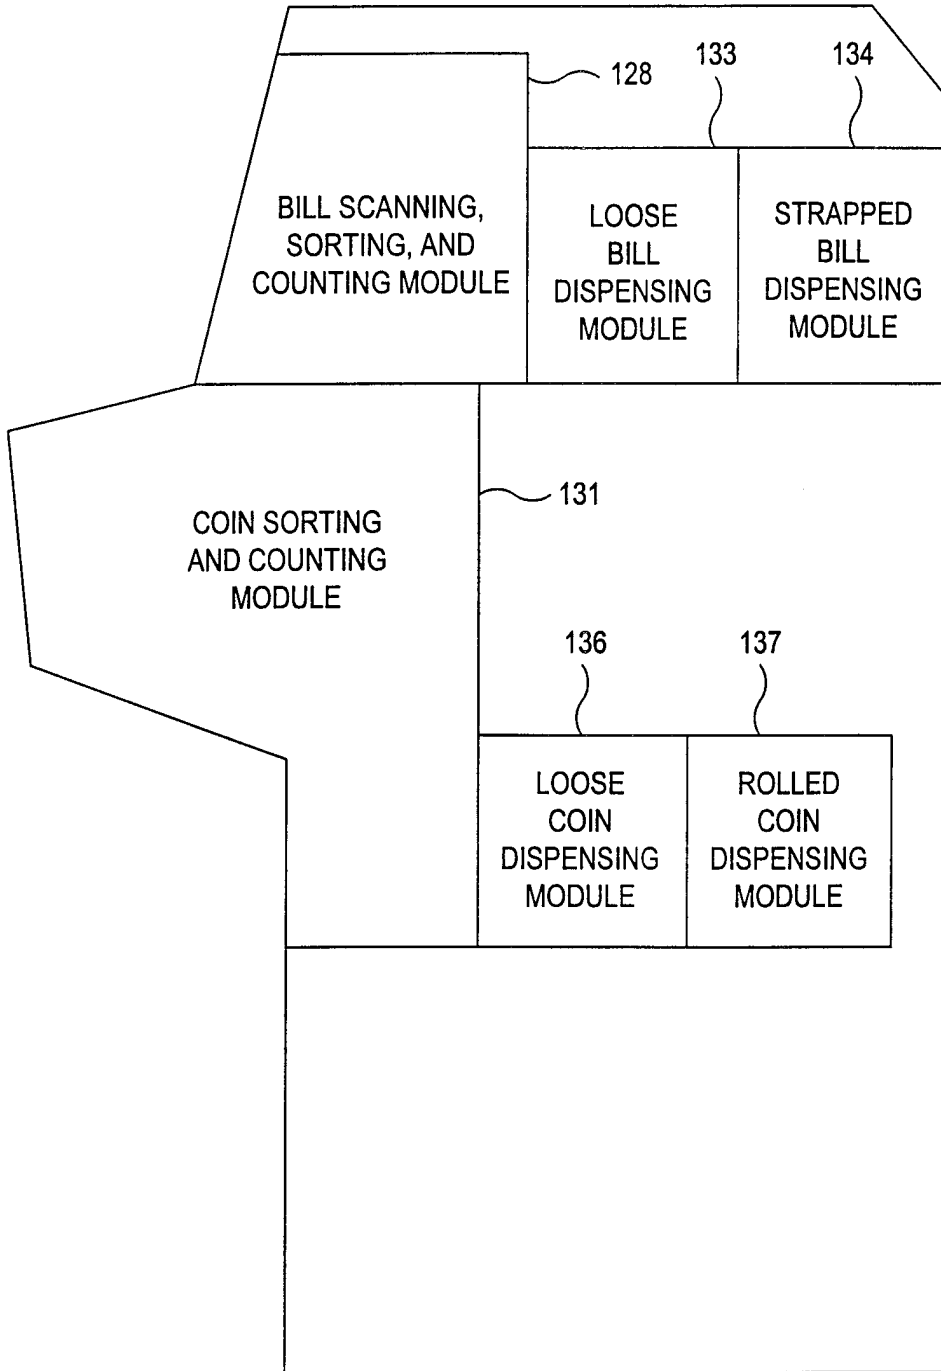 128
133
134
BILL SCANNING,
SORTING, AND
COUNTING MODULE
LOOSE
BILL
DISPENSING
MODULE
STRAPPED
BILL
DISPENSING
MODULE
131
COIN SORTING
AND COUNTING
MODULE
136
137
LOOSE
COIN
DISPENSING
MODULE
ROLLED
COIN
DISPENSING
MODULE